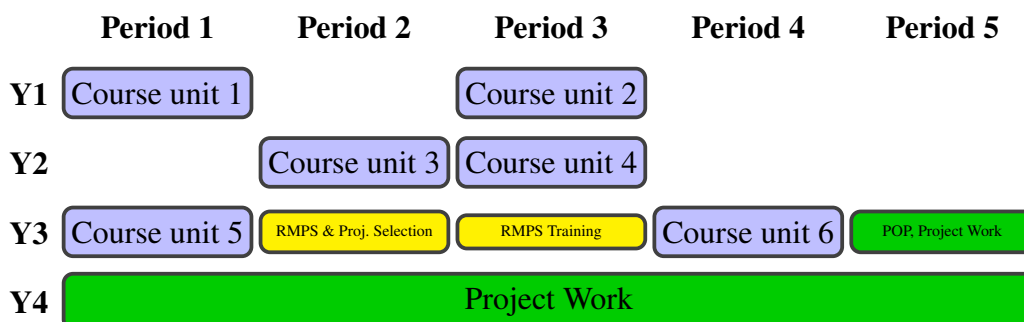 Period 1 Period 2 Period 3 Period 4 Period 5
Y1 Course unit 1 Course unit 2
Y2 Course unit 3 Course unit 4
Y3 Course unit 5 RMPS & Proj. Selection RMPS Training Course unit 6 POP, Project Work
Y4 Project Work